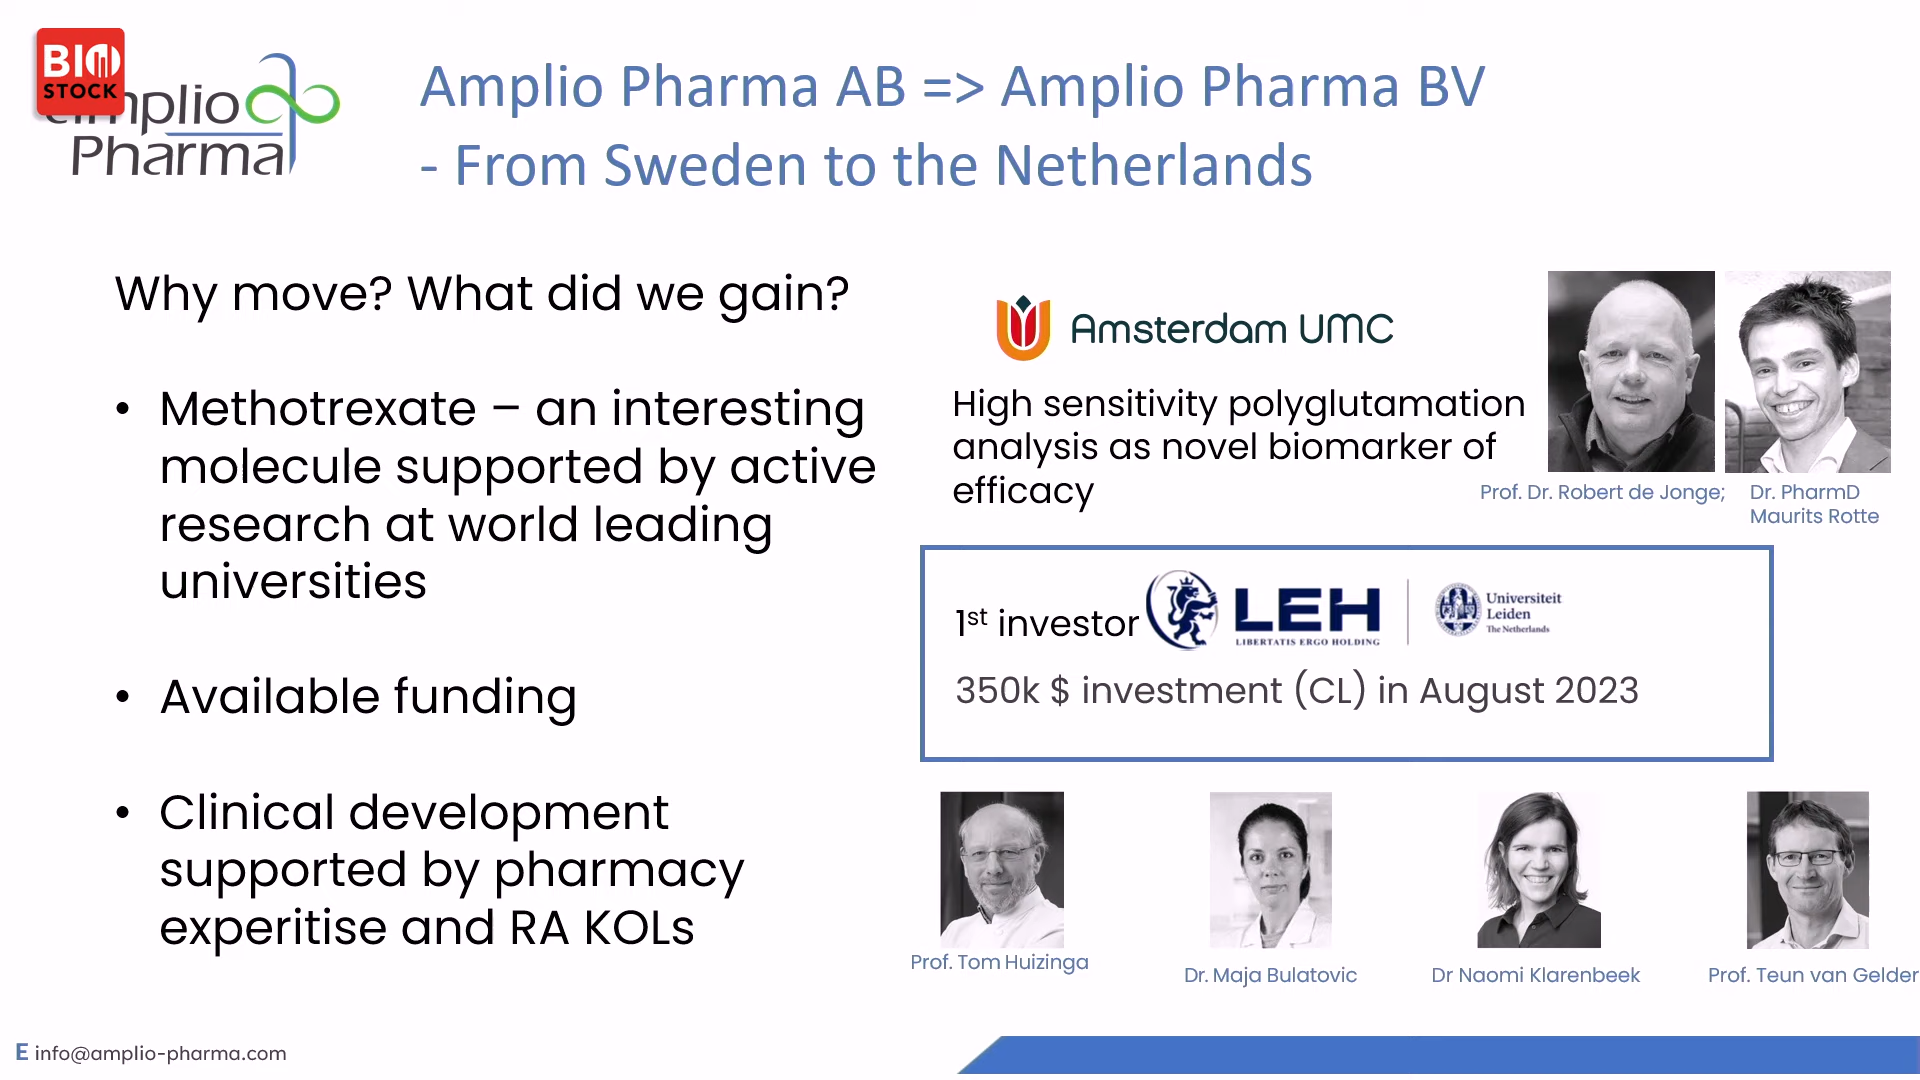 BIO
STOCK
amplio
Pharma
Amplio Pharma AB => Amplio Pharma BV
- From Sweden to the Netherlands
Why move? What did we gain?
• Methotrexate – an interesting
molecule supported by active
research at world leading
universities
• Available funding
• Clinical development
supported by pharmacy
experitise and RA KOLs
Amsterdam UMC
High sensitivity polyglutamation
analysis as novel biomarker of
efficacy
Prof. Dr. Robert de Jonge;
Dr. PharmD
Maurits Rotte
1st investor
LEH
LIBERTATIS ERGO HOLDING
Universiteit
Leiden
The Netherlands
350k $ investment (CL) in August 2023
Prof. Tom Huizinga
Dr. Maja Bulatovic
Dr Naomi Klarenbeek
Prof. Teun van Gelder
E info@amplio-pharma.com